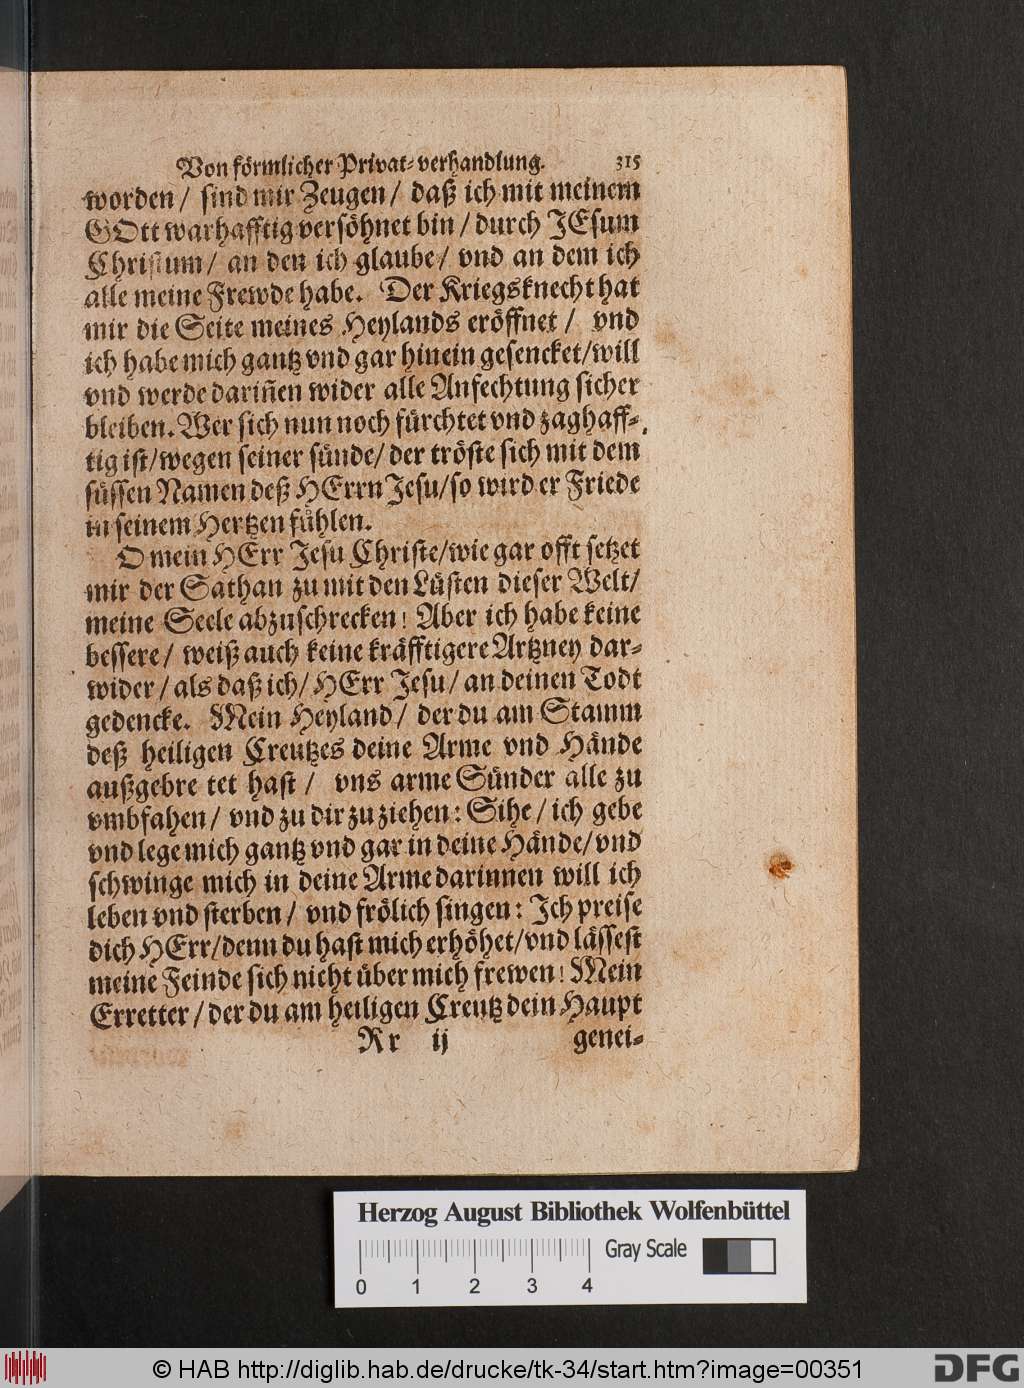 Von förmlicher Privat-verhandlung. 315
worden / sind mir Zeugen / daß ich mit meinem
GOtt warhafftig versöhnet bin / durch JEsum
Christum / an den ich glaube / vnd an dem ich
alle meine Frewde habe. Der Kriegsknecht hat
mir die Seite meines Heylands eröffnet / vnd
ich habe mich gantz vnd gar hinein gesencket / will
vnd werde dariñen wider alle Anfechtung sicher
bleiben. Wer sich nun noch fürchtet vnd zaghaff-
tig ist / wegen seiner sünde / der tröste sich mit dem
süssen Namen deß HErrn Jesu / so wird er Friede
in seinem Hertzen fühlen.
O mein HErr Jesu Christe / wie gar offt setzet
mir der Sathan zu mit den Lüsten dieser Welt /
meine Seele abzuschrecken! Aber ich habe keine
bessere / weiß auch keine kräfftigere Artzney dar-
wider / als daß ich / HErr Jesu / an deinen Todt
gedencke. Mein Heyland / der du am Stamm
deß heiligen Creutzes deine Arme vnd Hände
außgebre tet hast / vns arme Sünder alle zu
vmbfahen / vnd zu dir zu ziehen: Sihe / ich gebe
vnd lege mich gantz vnd gar in deine Hände / vnd
schwinge mich in deine Arme darinnen will ich
leben vnd sterben / vnd frölich singen: Ich preise
dich HErr / denn du hast mich erhöhet / vnd lässest
meine Feinde sich nicht über mich frewen! Mein
Erretter / der du am heiligen Creutz dein Haupt
Rr ij genei-
Herzog August Bibliothek Wolfenbüttel
Gray Scale
0 1 2 3 4
© HAB http://diglib.hab.de/drucke/tk-34/start.htm?image=00351
DFG